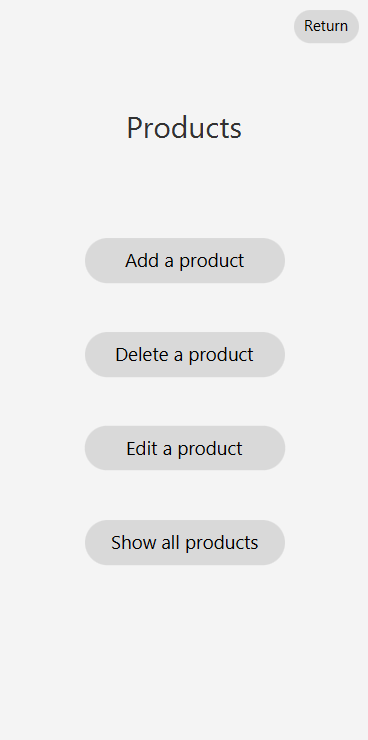 Return
Products
Add a product
Delete a product
Edit a product
Show all products